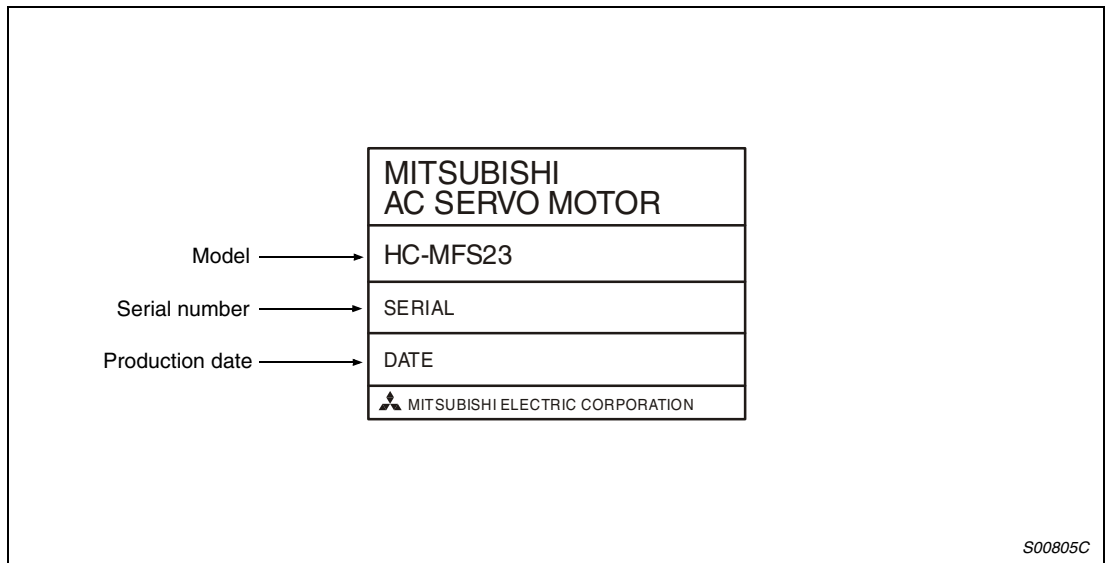 MITSUBISHI
AC SERVO MOTOR
Model
HC-MFS23
Serial number
SERIAL
Production date
DATE
MITSUBISHI ELECTRIC CORPORATION
S00805C